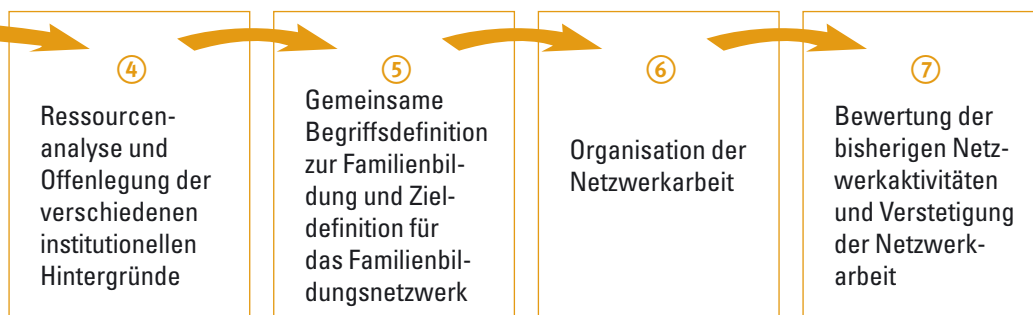 ④
Ressourcen-
analyse und
Offenlegung der
verschiedenen
institutionellen
Hintergründe
⑤
Gemeinsame
Begriffsdefinition
zur Familienbil-
dung und Ziel-
definition für
das Familienbil-
dungsnetzwerk
⑥
Organisation der
Netzwerkarbeit
⑦
Bewertung der
bisherigen Netz-
werkaktivitäten
und Verstetigung
der Netzwerk-
arbeit